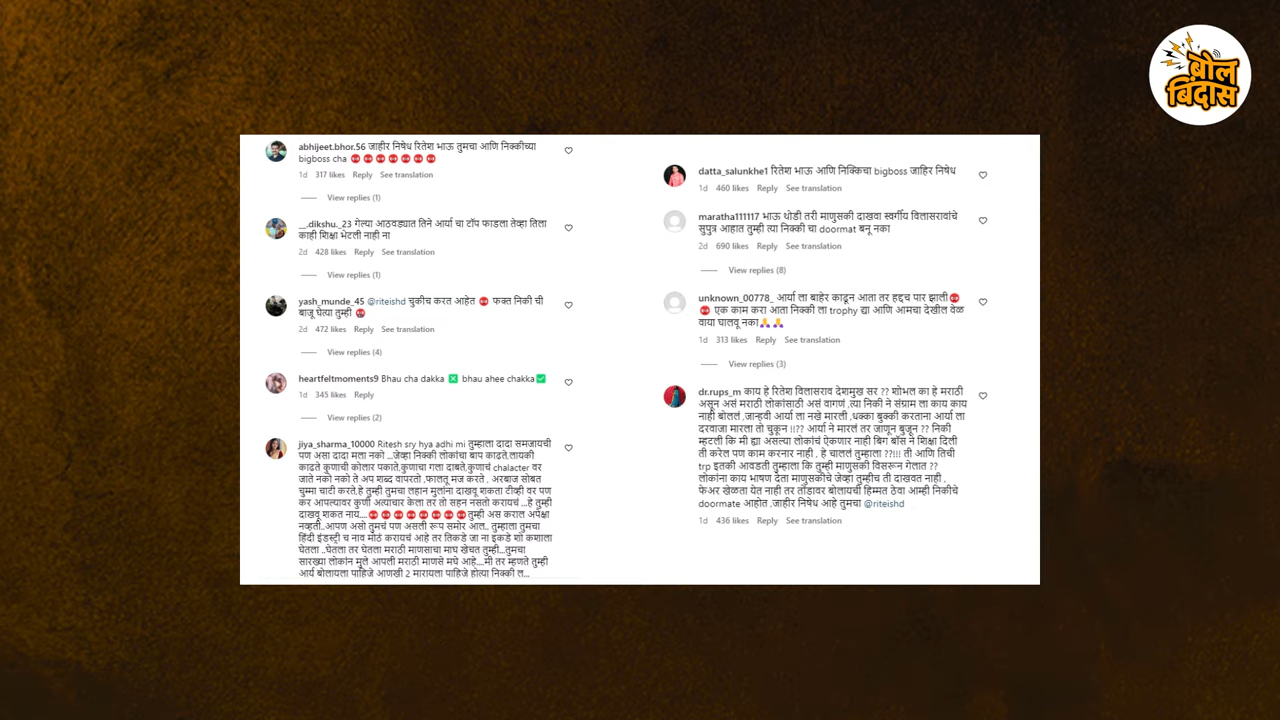 बोल
बिंदास
abhijeet.bhor.56 जाहीर निषेध रितेश भाऊ तुमचा आणि निक्कीच्या
bigboss cha
1d 317 likes Reply See translation
View replies (1)
__.dikshu._23 गेल्या आठवड्यात तिने आर्या चा टॉप फाडला तेव्हा तिला
काही शिक्षा भेटली नाही ना
2d 428 likes Reply See translation
View replies (1)
yash_munde_45 @riteishd चुकीच करत आहेत फक्त निकी ची
बाजू घेत्या तुम्ही
2d 472 likes Reply See translation
View replies (4)
heartfeltmoments9 Bhau cha dakka ❎ bhau ahee chakka✅
1d 345 likes Reply
View replies (2)
jiya_sharma_10000 Ritesh sry hya adhi mi तुम्हाला दादा समजायची
पण असा दादा मला नको ...जेव्हा निक्की लोकांचा बाप काढते,लायकी
काढते कुणाची कोलार पकाते,कुणाचा गला दाबते,कुणाचं chalacter वर
जाते नको नको ते अप शब्द वापरतो ,फालतू मज करते , अरबाज सोबत
चुम्मा चाटी करते,हे तुम्ही तुमचा लहान मुलांना दाखवू शकता टीव्ही वर पण
कर आपल्यावर कुणी अत्याचार केला तर तो सहन नसतो करायचं ...हे तुम्ही
दाखवू शकत नाय.... तुम्ही अस कराल अपेक्षा
नव्हती..आपण असो तुमचं पण असली रूप समोर आल.. तुम्हाला तुमचा
हिंदी इंडस्ट्री च नाव मोठं करायचं आहे तर तिकडे जा ना इकडे शो कशाला
घेतला ..घेतला तर घेतला मराठी माणसाचा माघ खेचत तुम्ही...तुमचा
सारख्या लोकांन मुले आपली मराठी माणसे मघे आहे....मी तर म्हणते तुम्ही
आर्य बोलायला पाहिजे आणखी 2 मारायला पाहिजे होत्या निक्की ल...
datta_salunkhe1 रितेश भाऊ आणि निक्किचा bigboss जाहिर निषेध
1d 460 likes Reply See translation
maratha111117 भाऊ थोडी तरी माणुसकी दाखवा स्वर्गीय विलासरावांचे
सुपुत्र आहात तुम्ही त्या निक्की चा doormat बनू नका
2d 690 likes Reply See translation
View replies (8)
unknown_00778_ आर्या ला बाहेर काढून आता तर हद्दच पार झाली
एक काम करा आता निक्की ला trophy द्या आणि आमचा देखील वेळ
वाया घालवू नका🙏🙏
1d 313 likes Reply See translation
View replies (3)
dr.rups_m काय हे रितेश विलासराव देशमुख सर ?? शोभल का हे मराठी
असून असं मराठी लोकांसाठी असं वागणं ,त्या निकी ने संग्राम ला काय काय
नाही बोललं ,जान्हवी आर्या ला नखे मारली ,धक्का बुक्की करताना आर्या ला
दरवाजा मारला तो चुकून !!?? आर्या ने मारलं तर जाणून बुजून ?? निकी
म्हटली कि मी ह्या असल्या लोकांचं ऐकणार नाही बिग बॉस ने शिक्षा दिली
ती करेल पण काम करनार नाही , हे चाललं तुम्हाला ??!!! ती आणि तिची
trp इतकी आवडती तुम्हाला कि तुम्ही माणुसकी विसरून गेलात ??
लोकांना काय भाषण देता माणुसकीचे जेव्हा तुम्हीच ती दाखवत नाही ,
फेअर खेळता येत नाही तर तोंडावर बोलायची हिम्मत ठेवा आम्ही निकीचे
doormate आहोत ,जाहीर निषेध आहे तुमचा @riteishd
1d 436 likes Reply See translation